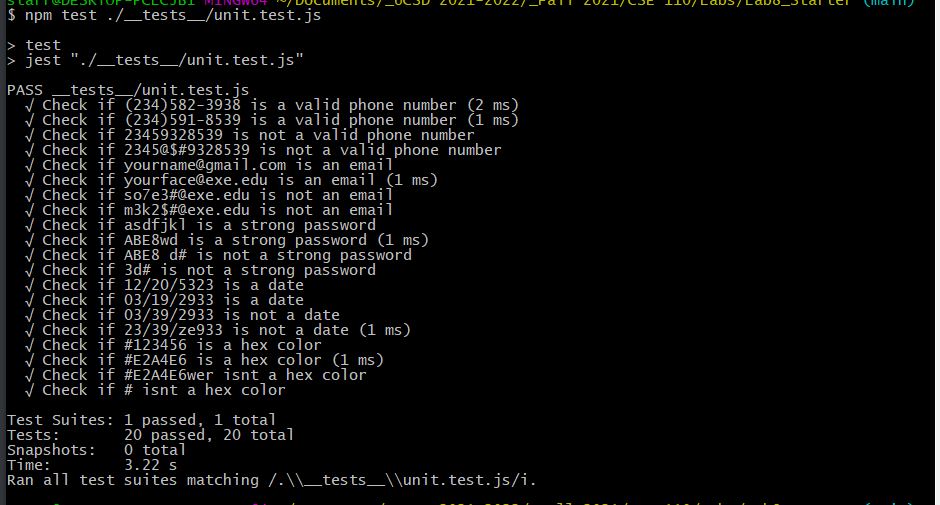 $ npm test ./__tests__/unit.test.js
> test
> jest "./__tests__/unit.test.js"
PASS __tests__/unit.test.js
√ Check if (234)582-3938 is a valid phone number (2 ms)
√ Check if (234)591-8539 is a valid phone number (1 ms)
√ Check if 23459328539 is not a valid phone number
√ Check if 2345@$#9328539 is not a valid phone number
√ Check if yourname@gmail.com is an email
√ Check if yourface@exe.edu is an email (1 ms)
√ Check if so7e3#@exe.edu is not an email
√ Check if m3k2$#@exe.edu is not an email
√ Check if asdfjkl is a strong password
√ Check if ABE8wd is a strong password (1 ms)
√ Check if ABE8 d# is not a strong password
√ Check if 3d# is not a strong password
√ Check if 12/20/5323 is a date
√ Check if 03/19/2933 is a date
√ Check if 03/39/2933 is not a date
√ Check if 23/39/ze933 is not a date (1 ms)
√ Check if #123456 is a hex color
√ Check if #E2A4E6 is a hex color (1 ms)
√ Check if #E2A4E6wer isnt a hex color
√ Check if # isnt a hex color
Test Suites: 1 passed, 1 total
Tests:       20 passed, 20 total
Snapshots:   0 total
Time:        3.22 s
Ran all test suites matching /.\\__tests__\\unit.test.js/i.